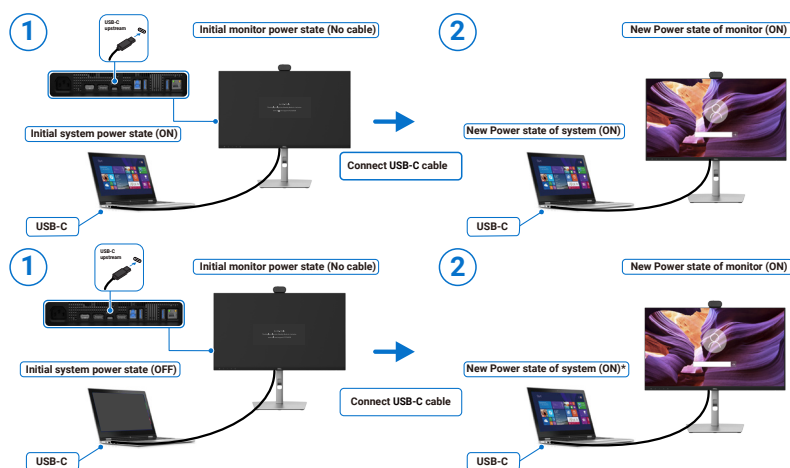 1
USB-C
upstream
Initial monitor power state (No cable)
2
New Power state of monitor (ON)
Initial system power state (ON)
New Power state of system (ON)
Connect USB-C cable
USB-C
USB-C
1
USB-C
upstream
Initial monitor power state (No cable)
2
New Power state of monitor (ON)
Initial system power state (OFF)
New Power state of system (ON)*
Connect USB-C cable
USB-C
USB-C